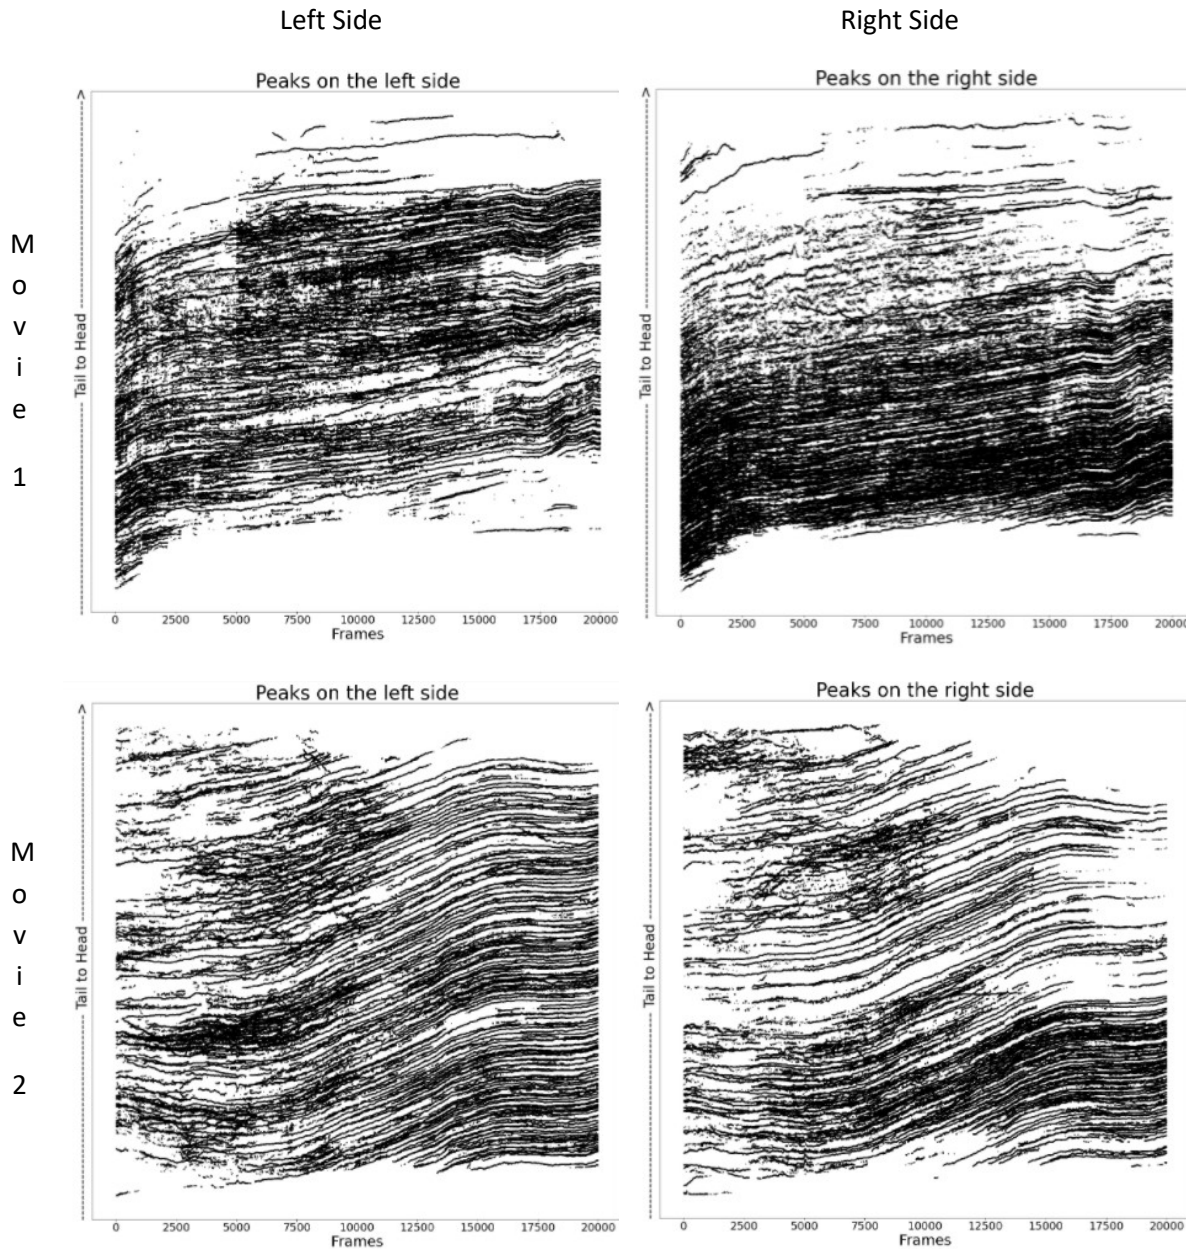 Left Side
Right Side
Movie 1
Peaks on the left side
Tail to Head
0 2500 5000 7500 10000 12500 15000 17500 20000
Frames
Peaks on the right side
Tail to Head
0 2500 5000 7500 10000 12500 15000 17500 20000
Frames
Movie 2
Peaks on the left side
Tail to Head
0 2500 5000 7500 10000 12500 15000 17500 20000
Frames
Peaks on the right side
Tail to Head
0 2500 5000 7500 10000 12500 15000 17500 20000
Frames